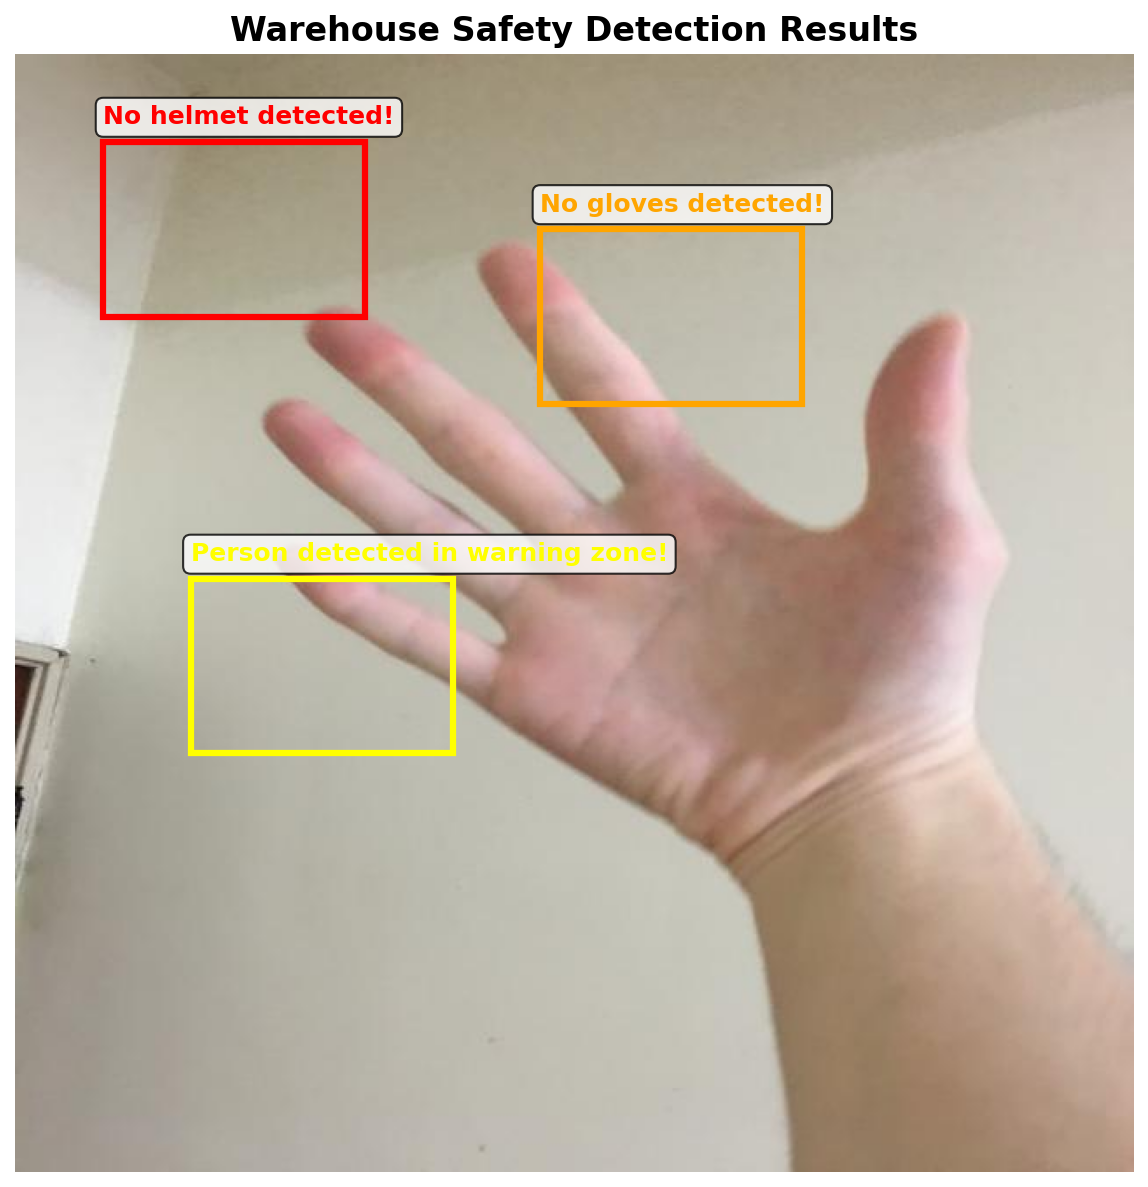 Warehouse Safety Detection Results
No helmet detected!
No gloves detected!
Person detected in warning zone!